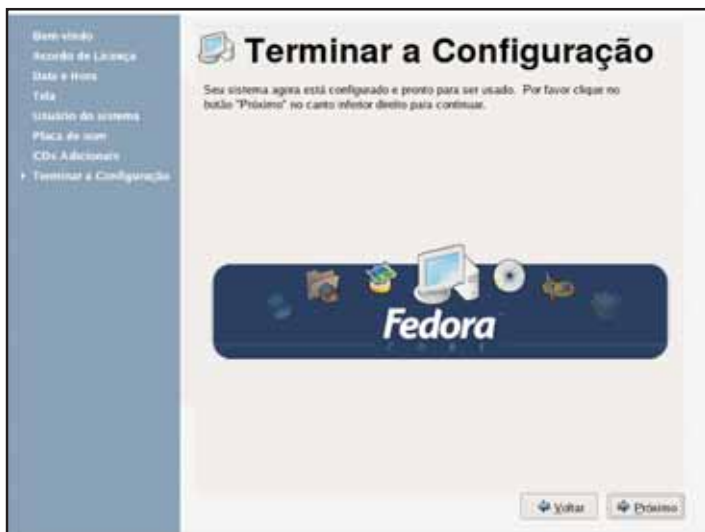 Bem vindo
Acordo de Licença
Data e Hora
Tela
Usuário do sistema
Placa de som
CDs Adicionais
Terminar a Configuração
Terminar a Configuração
Seu sistema agora está configurado e pronto para ser usado. Por favor clique no
botão "Próximo" no canto inferior direito para continuar.
Fedora
Voltar
Próximo